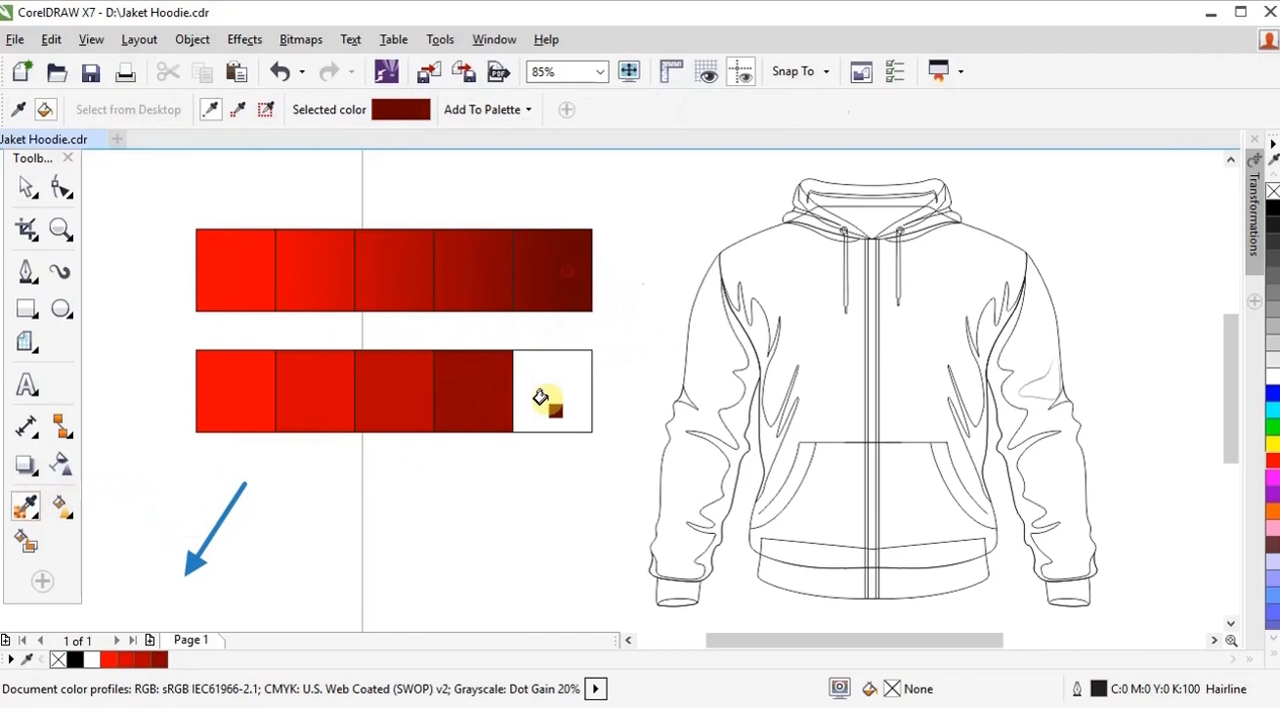 CorelDRAW X7 - D:\Jaket Hoodie.cdr
File Edit View Layout Object Effects Bitmaps Text Table Tools Window Help
PDF 85% Snap To
Select from Desktop Selected color Add To Palette
Jaket Hoodie.cdr
Toolb...
Transformations
1 of 1 Page 1
Document color profiles: RGB: sRGB IEC61966-2.1; CMYK: U.S. Web Coated (SWOP) v2; Grayscale: Dot Gain 20% None C:0 M:0 Y:0 K:100 Hairline